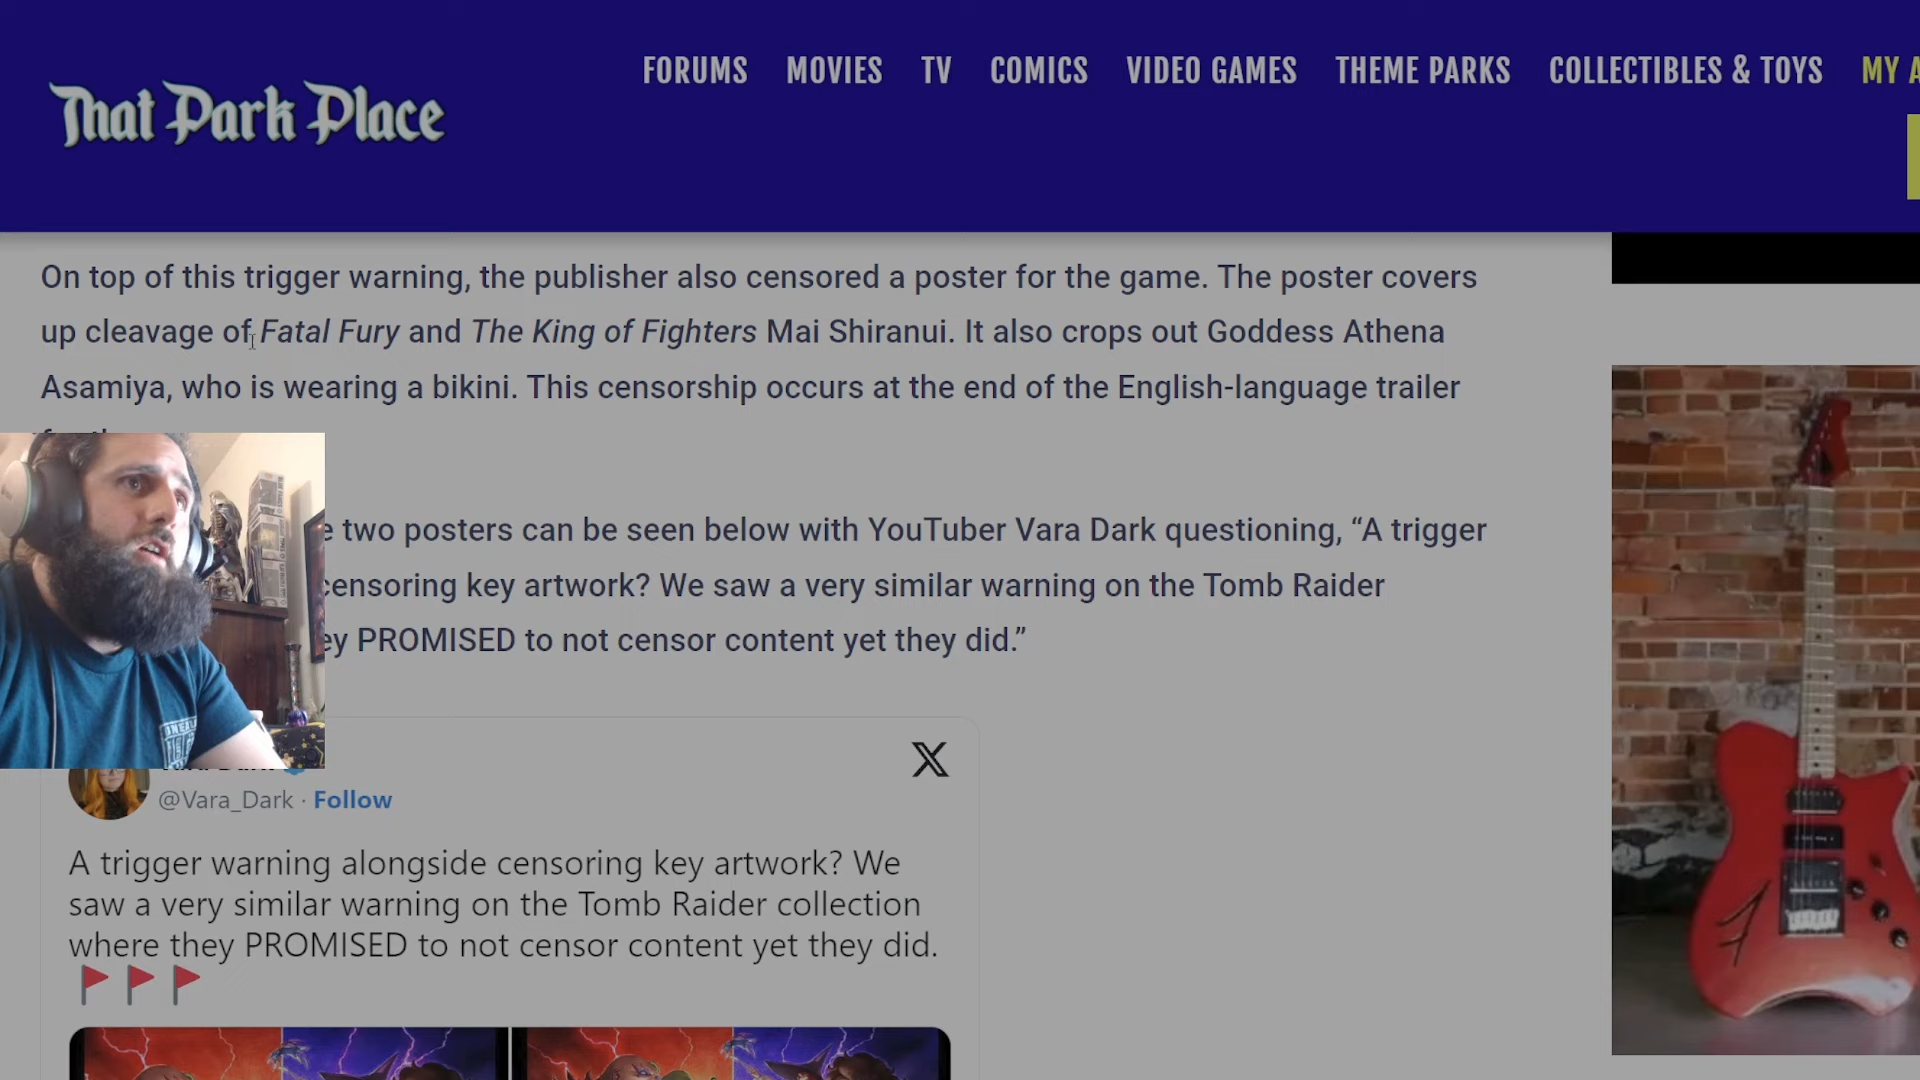 That Park Place
FORUMS MOVIES TV COMICS VIDEO GAMES THEME PARKS COLLECTIBLES & TOYS MY
On top of this trigger warning, the publisher also censored a poster for the game. The poster covers
up cleavage of Fatal Fury and The King of Fighters Mai Shiranui. It also crops out Goddess Athena
Asamiya, who is wearing a bikini. This censorship occurs at the end of the English-language trailer
two posters can be seen below with YouTuber Vara Dark questioning, “A trigger
censoring key artwork? We saw a very similar warning on the Tomb Raider
PROMISED to not censor content yet they did.”
@Vara_Dark · Follow
A trigger warning alongside censoring key artwork? We
saw a very similar warning on the Tomb Raider collection
where they PROMISED to not censor content yet they did.